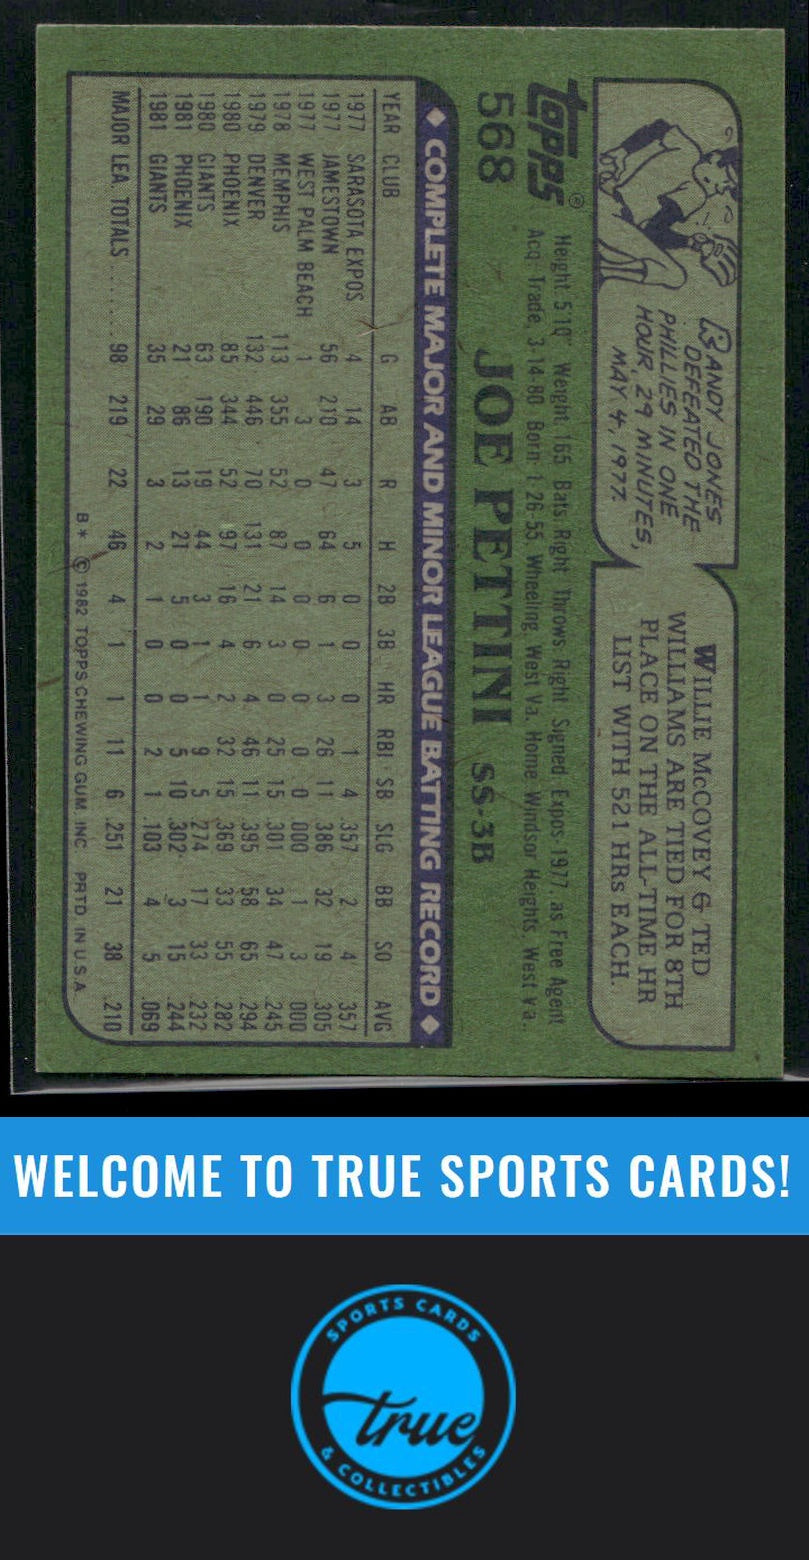 RANDY JONES
DEFEATED THE
PHILLIES IN ONE
HOUR, 29 MINUTES,
MAY 4, 1977.
WILLIE McCOVEY & TED
WILLIAMS ARE TIED FOR 8TH
PLACE ON THE ALL-TIME HR
LIST WITH 521 HRs EACH.
TOPPS®
568
Height 5'10" Weight 165 Bats Right Throws Right Signed Expos-1977, as Free Agent
Acq. Trade, 3-14-80 Born 1-26-55, Wheeling West Va. Home Windsor Heights West Va.
JOE PETTINI SS-3B
◆ COMPLETE MAJOR AND MINOR LEAGUE BATTING RECORD ◆
YEAR CLUB G AB R H 2B 3B HR RBI SB SLG BB SO AVG
1977 SARASOTA EXPOS 4 14 3 5 0 0 0 1 4 .357 2 4 .357
1977 JAMESTOWN 56 210 47 64 6 1 3 26 11 .386 32 19 .305
1977 WEST PALM BEACH 1 3 0 0 0 0 0 0 0 .000 1 3 .000
1978 MEMPHIS 113 355 52 87 14 3 0 25 15 .301 34 47 .245
1979 DENVER 132 446 70 131 21 6 4 46 11 .395 58 65 .294
1980 PHOENIX 85 344 52 97 16 4 2 32 15 .369 33 55 .282
1980 GIANTS 63 190 19 44 3 1 1 9 5 .274 17 33 .232
1981 PHOENIX 21 86 13 21 5 0 0 5 10 .302 3 15 .244
1981 GIANTS 35 29 3 2 1 0 0 2 1 .103 4 5 .069
MAJOR LEA. TOTALS ........ 98 219 22 46 4 1 1 11 6 .251 21 38 .210
B* © 1982 TOPPS CHEWING GUM, INC. PRTD. IN U.S.A.
WELCOME TO TRUE SPORTS CARDS!
SPORTS CARDS
true
& COLLECTIBLES